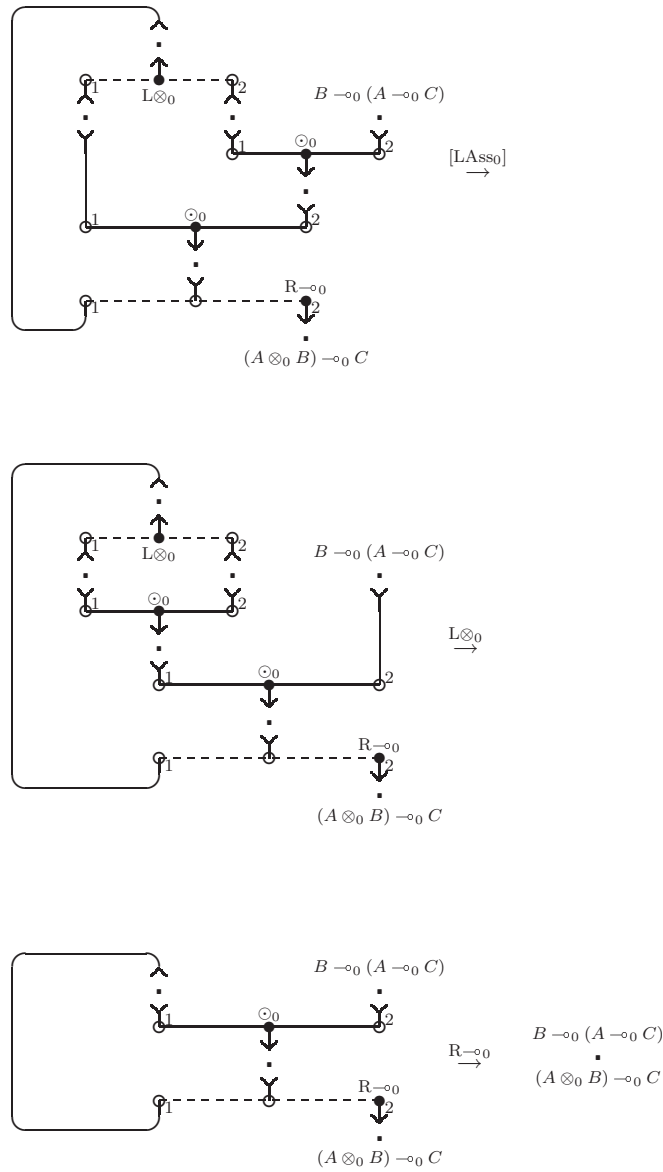 1 2
L⊗₀
B ⊸₀ (A ⊸₀ C)
⊙₀
1 2
[LAss₀]
→
⊙₀
1 2
R⊸₀
1 2
(A ⊗₀ B) ⊸₀ C
1 2
L⊗₀
B ⊸₀ (A ⊸₀ C)
⊙₀
1 2
L⊗₀
→
⊙₀
1 2
R⊸₀
1 2
(A ⊗₀ B) ⊸₀ C
B ⊸₀ (A ⊸₀ C)
⊙₀
1 2
R⊸₀
→
B ⊸₀ (A ⊸₀ C)
(A ⊗₀ B) ⊸₀ C
R⊸₀
1 2
(A ⊗₀ B) ⊸₀ C